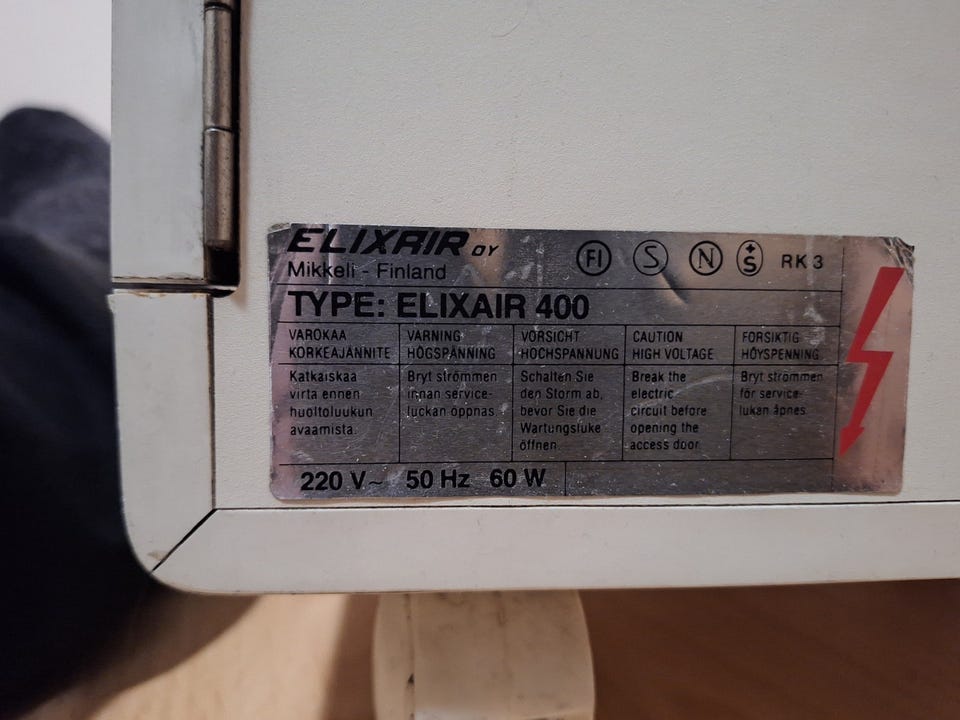 ELIXAIR OY
Mikkeli - Finland
FI S N +S RK 3
TYPE: ELIXAIR 400
VAROKAA
KORKEAJÄNNITE
Katkaiskaa
virta ennen
huoltoluukun
avaamista.
VARNING
HÖGSPÄNNING
Bryt strömmen
innan service-
luckan öppnas
VORSICHT
HOCHSPANNUNG
Schalten Sie
den Storm ab,
bevor Sie die
Wartungsluke
öffnen.
CAUTION
HIGH VOLTAGE
Break the
electric
circuit before
opening the
access door.
FORSIKTIG
HÖYSPENNING
Bryt strömmen
för service-
lukan åpnes.
220 V~ 50 Hz 60 W